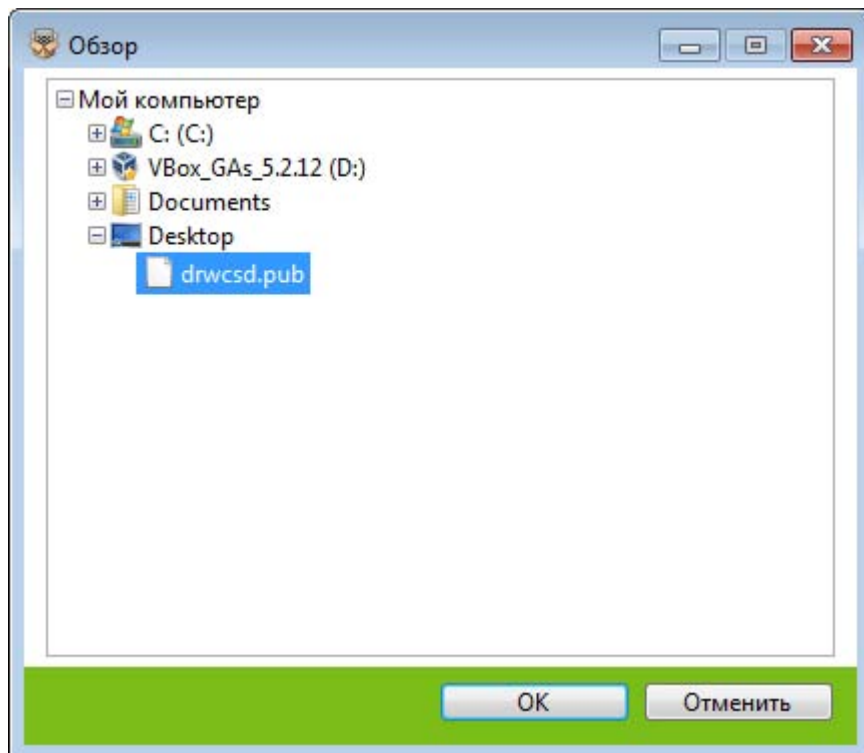 Обзор
Мой компьютер
C: (C:)
VBox_GAs_5.2.12 (D:)
Documents
Desktop
drwcsd.pub
OK
Отменить